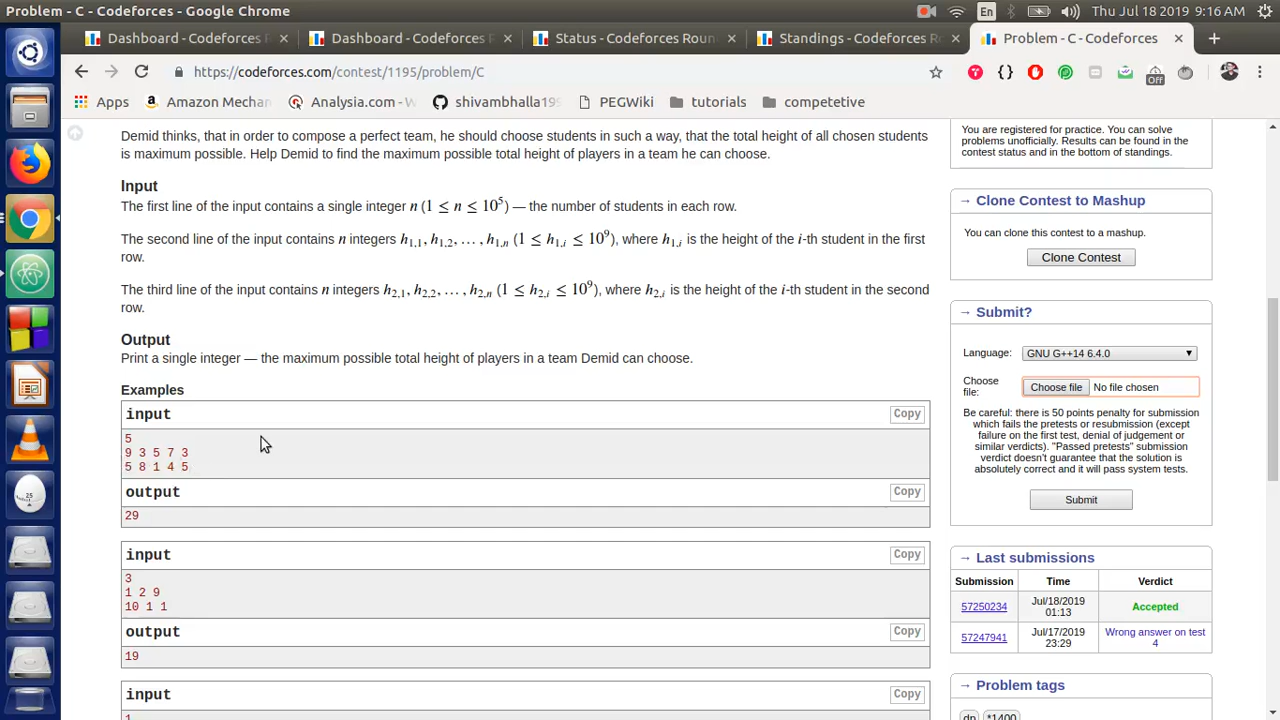 Problem - C - Codeforces - Google Chrome
En
Thu Jul 18 2019 9:16 AM
Dashboard - Codeforces
Dashboard - Codeforces
Status - Codeforces Roun
Standings - Codeforces
Problem - C - Codeforces
https://codeforces.com/contest/1195/problem/C
Off
Apps
Amazon Mechan
Analysia.com -
shivambhalla
PEGWiki
tutorials
competetive
Demid thinks, that in order to compose a perfect team, he should choose students in such a way, that the total height of all chosen students
is maximum possible. Help Demid to find the maximum possible total height of players in a team he can choose.
Input
The first line of the input contains a single integer n (1 ≤ n ≤ 10⁵) — the number of students in each row.
The second line of the input contains n integers h₁,₁, h₁,₂, …, h₁,ₙ (1 ≤ h₁,ᵢ ≤ 10⁹), where h₁,ᵢ is the height of the i-th student in the first
row.
The third line of the input contains n integers h₂,₁, h₂,₂, …, h₂,ₙ (1 ≤ h₂,ᵢ ≤ 10⁹), where h₂,ᵢ is the height of the i-th student in the second
row.
Output
Print a single integer — the maximum possible total height of players in a team Demid can choose.
Examples
input
Copy
5
9 3 5 7 3
5 8 1 4 5
output
Copy
29
input
Copy
3
1 2 9
10 1 1
output
Copy
19
input
Copy
1
You are registered for practice. You can solve
problems unofficially. Results can be found in the
contest status and in the bottom of standings.
→ Clone Contest to Mashup
You can clone this contest to a mashup.
Clone Contest
→ Submit?
Language:
GNU G++14 6.4.0
Choose
file:
Choose file
No file chosen
Be careful: there is 50 points penalty for submission
which fails the pretests or resubmission (except
failure on the first test, denial of judgement or
similar verdicts). "Passed pretests" submission
verdict doesn't guarantee that the solution is
absolutely correct and it will pass system tests.
Submit
→ Last submissions
Submission Time Verdict
57250234 Jul/18/2019 01:13 Accepted
57247941 Jul/17/2019 23:29 Wrong answer on test 4
→ Problem tags
dp
*1400
25